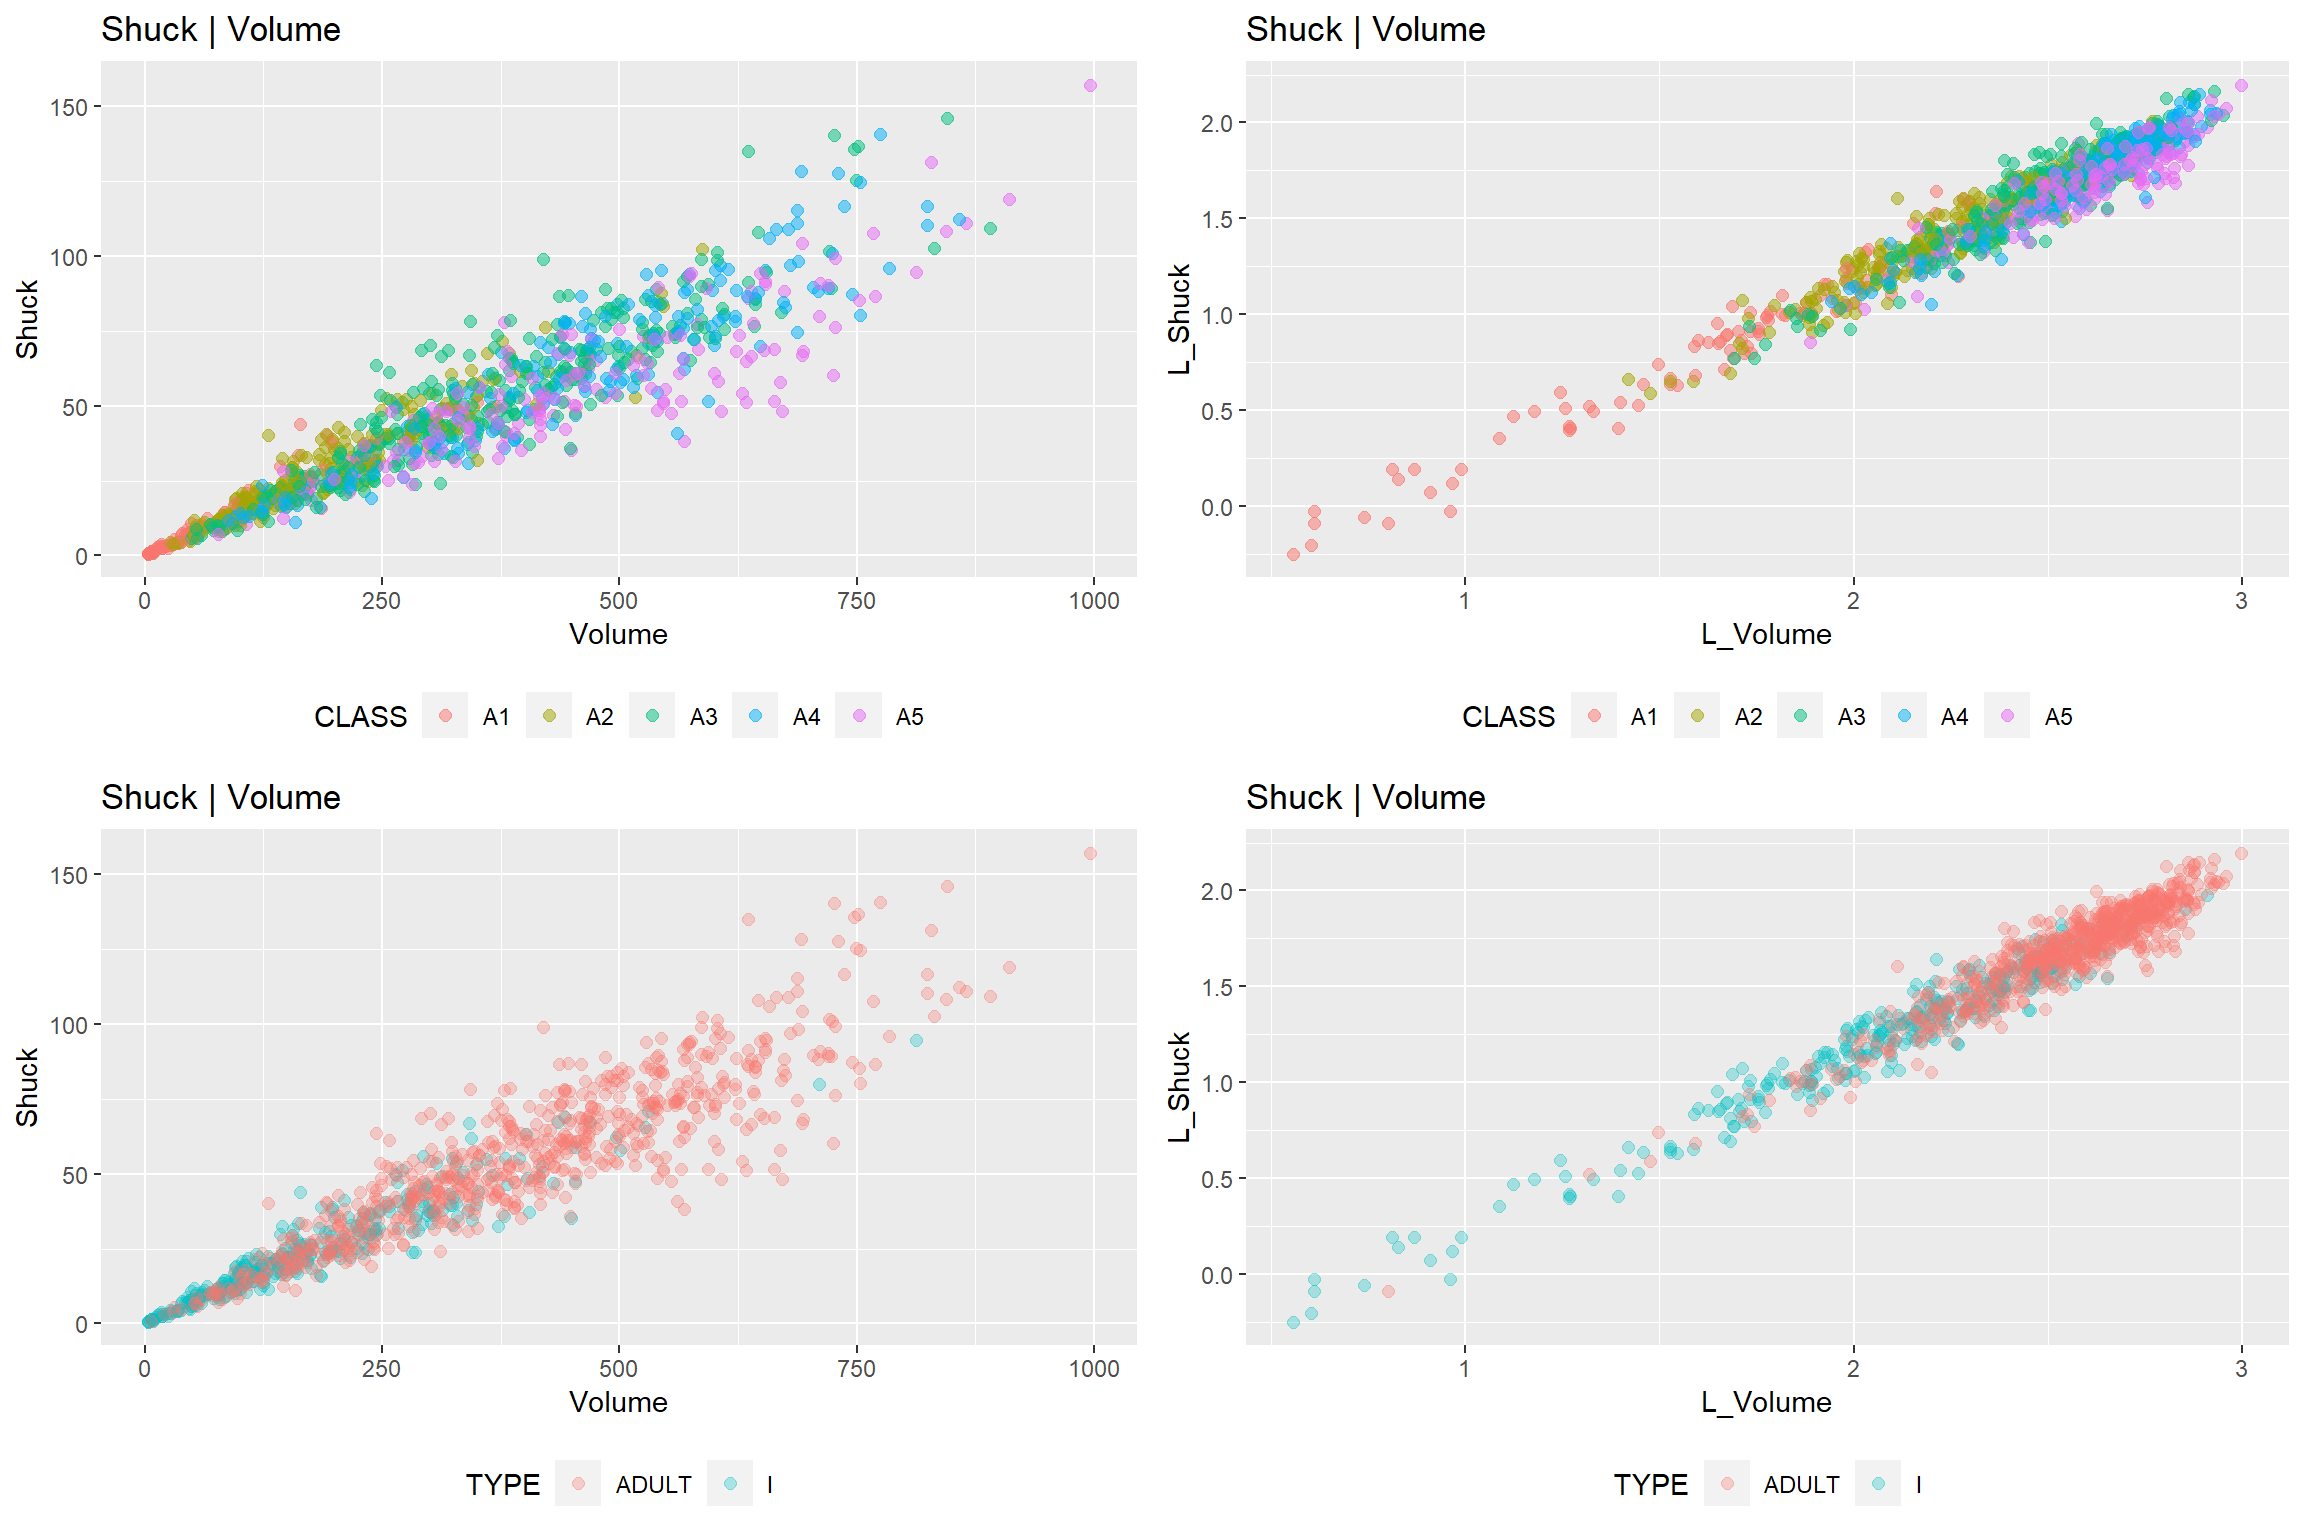 Shuck | Volume
Shuck
150
100
50
0
0 250 500 750 1000
Volume
CLASS A1 A2 A3 A4 A5
Shuck | Volume
L_Shuck
2.0
1.5
1.0
0.5
0.0
1 2 3
L_Volume
CLASS A1 A2 A3 A4 A5
Shuck | Volume
Shuck
150
100
50
0
0 250 500 750 1000
Volume
TYPE ADULT I
Shuck | Volume
L_Shuck
2.0
1.5
1.0
0.5
0.0
1 2 3
L_Volume
TYPE ADULT I